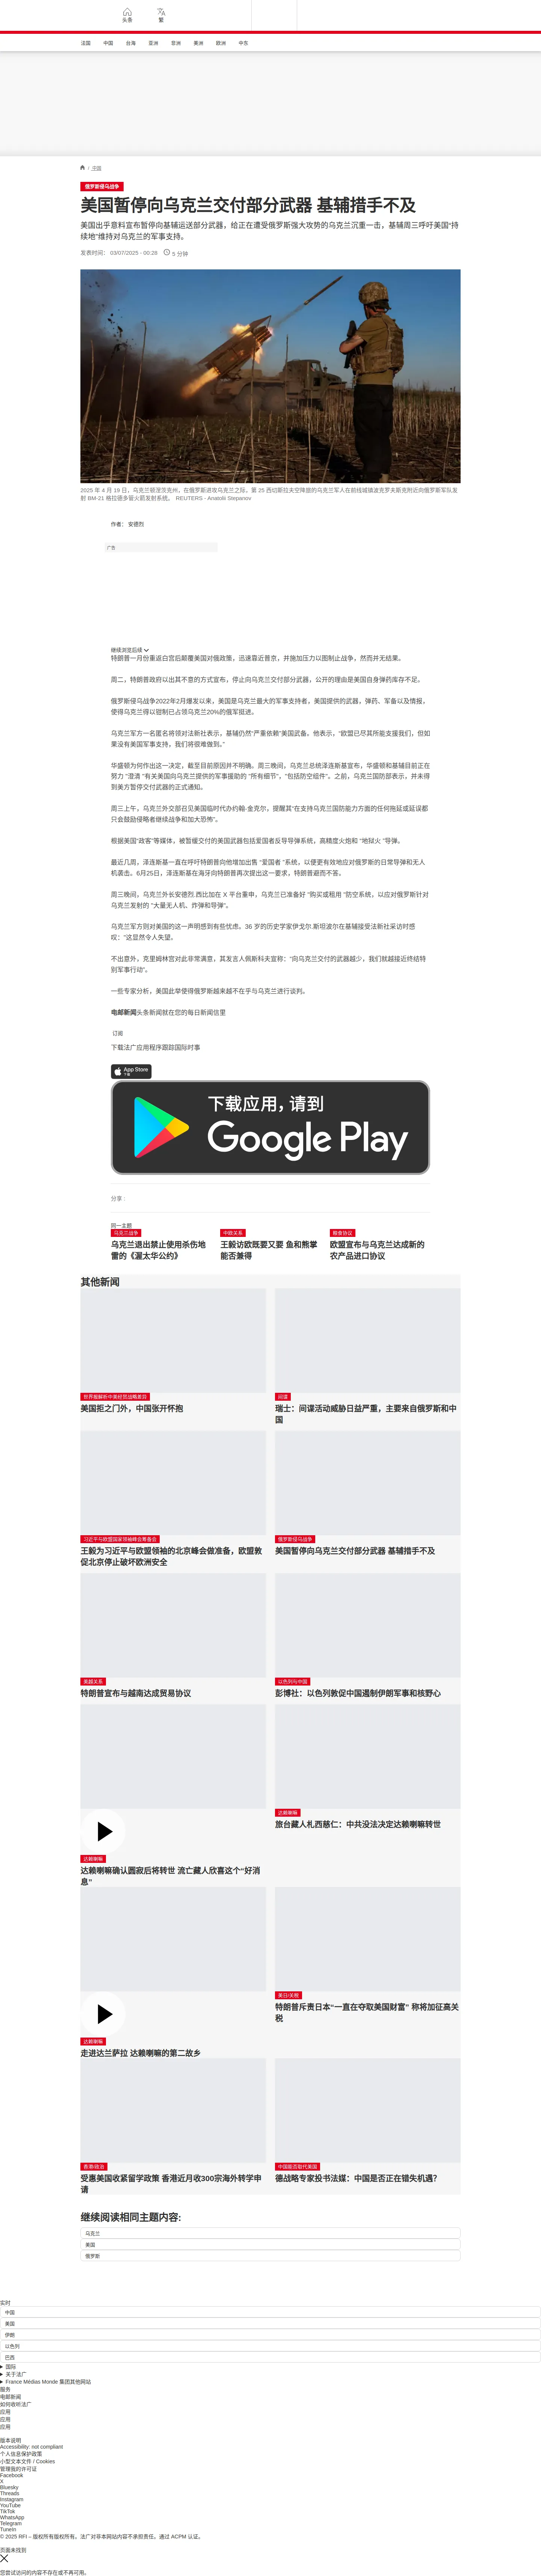 头条
繁
法国
中国
台海
亚洲
非洲
美洲
欧洲
中东
/ 中国
俄罗斯侵乌战争
美国暂停向乌克兰交付部分武器 基辅措手不及
美国出乎意料宣布暂停向基辅运送部分武器，给正在遭受俄罗斯强大攻势的乌克兰沉重一击，基辅周三呼吁美国“持
续地”维持对乌克兰的军事支持。
发表时间： 03/07/2025 - 00:26
5 分钟
2025 年 4 月 19 日，乌克兰顿涅茨克州，在俄罗斯进攻乌克兰之际，第 25 西切斯拉夫空降旅的乌克兰军人在前线城镇波克罗夫斯克附近向俄罗斯军队发
射 BM-21 格拉德多管火箭发射系统。 REUTERS - Anatolii Stepanov
作者： 安德烈
广告
继续浏览后续
特朗普一月份重返白宫后颠覆美国对俄政策，迅速靠近普京，并施加压力以图制止战争，然而并无结果。
周二，特朗普政府以出其不意的方式宣布，停止向乌克兰交付部分武器，公开的理由是美国自身弹药库存不足。
俄罗斯侵乌战争2022年2月爆发以来，美国是乌克兰最大的军事支持者，美国提供的武器，弹药、军备以及情报，
使得乌克兰得以钳制已占领乌克兰20%的俄军挺进。
乌克兰军方一名匿名将领对法新社表示，基辅仍然“严重依赖”美国武备。他表示，“欧盟已尽其所能支援我们，但如
果没有美国军事支持，我们将很难做到。”
华盛顿为何作出这一决定，截至目前原因并不明确。周三晚间，乌克兰总统泽连斯基宣布，华盛顿和基辅目前正在
努力 "澄清 "有关美国向乌克兰提供的军事援助的 "所有细节"，"包括防空组件"。之前，乌克兰国防部表示，并未得
到美方暂停交付武器的正式通知。
周三上午，乌克兰外交部召见美国临时代办约翰·金克尔，提醒其“在支持乌克兰国防能力方面的任何拖延或延误都
只会鼓励侵略者继续战争和加大恐怖”。
根据美国“政客”等媒体，被暂缓交付的美国武器包括爱国者反导导弹系统，高精度火炮和 "地狱火 "导弹。
最近几周，泽连斯基一直在呼吁特朗普向他增加出售 "爱国者 "系统，以便更有效地应对俄罗斯的日常导弹和无人
机袭击。6月25日，泽连斯基在海牙向特朗普再次提出这一要求，特朗普避而不答。
周三晚间，乌克兰外长安德烈.西比加在 X 平台重申，乌克兰已准备好 "购买或租用 "防空系统，以应对俄罗斯针对
乌克兰发射的 "大量无人机、炸弹和导弹"。
乌克兰军方则对美国的这一声明感到有些忧虑。36 岁的历史学家伊戈尔.斯坦波尔在基辅接受法新社采访时感
叹："这显然令人失望。
不出意外，克里姆林宫对此非常满意，其发言人佩斯科夫宣称：“向乌克兰交付的武器越少，我们就越接近终结特
别军事行动”。
一些专家分析，美国此举使得俄罗斯越来越不在乎与乌克兰进行谈判。
电邮新闻头条新闻就在您的每日新闻信里
订阅
下载法广应用程序跟踪国际时事
App Store
下载
下载应用，请到
Google Play
分享 :
同一主题
乌克兰战争
乌克兰退出禁止使用杀伤地
雷的《渥太华公约》
中欧关系
王毅访欧既要又要 鱼和熊掌
能否兼得
粮食协议
欧盟宣布与乌克兰达成新的
农产品进口协议
其他新闻
世界报解析中美经贸战略差异
美国拒之门外，中国张开怀抱
间谍
瑞士：间谍活动威胁日益严重，主要来自俄罗斯和中
国
习近平与欧盟国家领袖峰会筹备会
王毅为习近平与欧盟领袖的北京峰会做准备，欧盟敦
促北京停止破坏欧洲安全
俄罗斯侵乌战争
美国暂停向乌克兰交付部分武器 基辅措手不及
美越关系
特朗普宣布与越南达成贸易协议
以色列与中国
彭博社：以色列敦促中国遏制伊朗军事和核野心
达赖喇嘛
达赖喇嘛确认圆寂后将转世 流亡藏人欣喜这个“好消
息”
达赖喇嘛
旅台藏人札西慈仁：中共没法决定达赖喇嘛转世
达赖喇嘛
走进达兰萨拉 达赖喇嘛的第二故乡
美日/关税
特朗普斥责日本"一直在夺取美国财富" 称将加征高关
税
香港/政治
受惠美国收紧留学政策 香港近月收300宗海外转学申
请
中国能否取代美国
德战略专家投书法媒：中国是否正在错失机遇？
继续阅读相同主题内容:
乌克兰
美国
俄罗斯
实时
中国
美国
伊朗
以色列
巴西
国际
关于法广
France Médias Monde 集团其他网站
服务
电邮新闻
如何收听法广
应用
应用
应用
版本说明
Accessibility: not compliant
个人信息保护政策
小型文本文件 / Cookies
管理我的许可证
Facebook
X
Bluesky
Threads
Instagram
YouTube
TikTok
WhatsApp
Telegram
TuneIn
© 2025 RFI – 版权所有版权所有。法广对非本网站内容不承担责任。通过 ACPM 认证。
页面未找到
您尝试访问的内容不存在或不再可用。